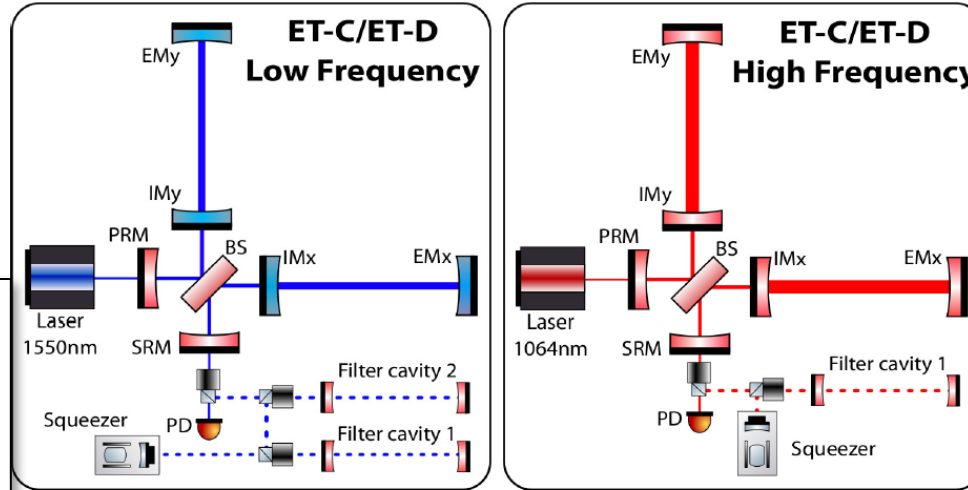 ET-C/ET-D
Low Frequency
EMy
IMy
PRM
BS
IMx
EMx
Laser
1550nm
SRM
Filter cavity 2
Squeezer
PD
Filter cavity 1
ET-C/ET-D
High Frequency
EMy
IMy
PRM
BS
IMx
EMx
Laser
1064nm
SRM
Filter cavity 1
PD
Squeezer